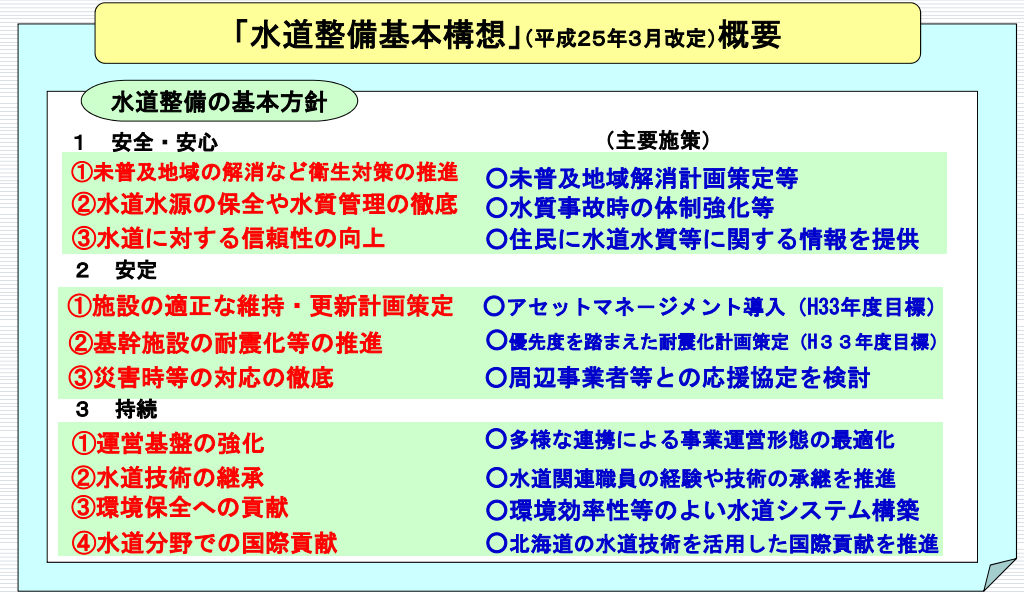 「水道整備基本構想」(平成25年3月改定)概要
水道整備の基本方針
1 安全・安心 (主要施策)
①未普及地域の解消など衛生対策の推進 ○未普及地域解消計画策定等
②水道水源の保全や水質管理の徹底 ○水質事故時の体制強化等
③水道に対する信頼性の向上 ○住民に水道水質等に関する情報を提供
2 安定
①施設の適正な維持・更新計画策定 ○アセットマネージメント導入(H33年度目標)
②基幹施設の耐震化等の推進 ○優先度を踏まえた耐震化計画策定(H33年度目標)
③災害時等の対応の徹底 ○周辺事業者等との応援協定を検討
3 持続
①運営基盤の強化 ○多様な連携による事業運営形態の最適化
②水道技術の継承 ○水道関連職員の経験や技術の承継を推進
③環境保全への貢献 ○環境効率性等のよい水道システム構築
④水道分野での国際貢献 ○北海道の水道技術を活用した国際貢献を推進